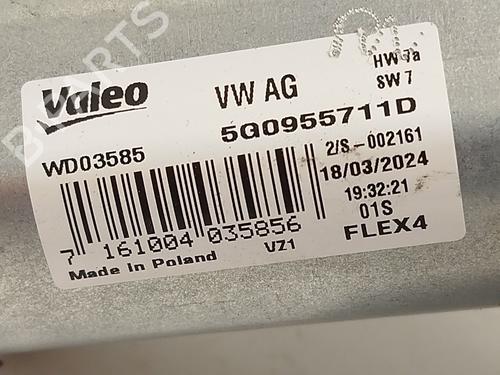 Valeo
VW AG
HW 7a
SW 7
5Q0955711D
WD03585
2/S-002161
18/03/2024
19:32:21
01S
FLEX4
7 161004 035856
VZ1
Made in Poland